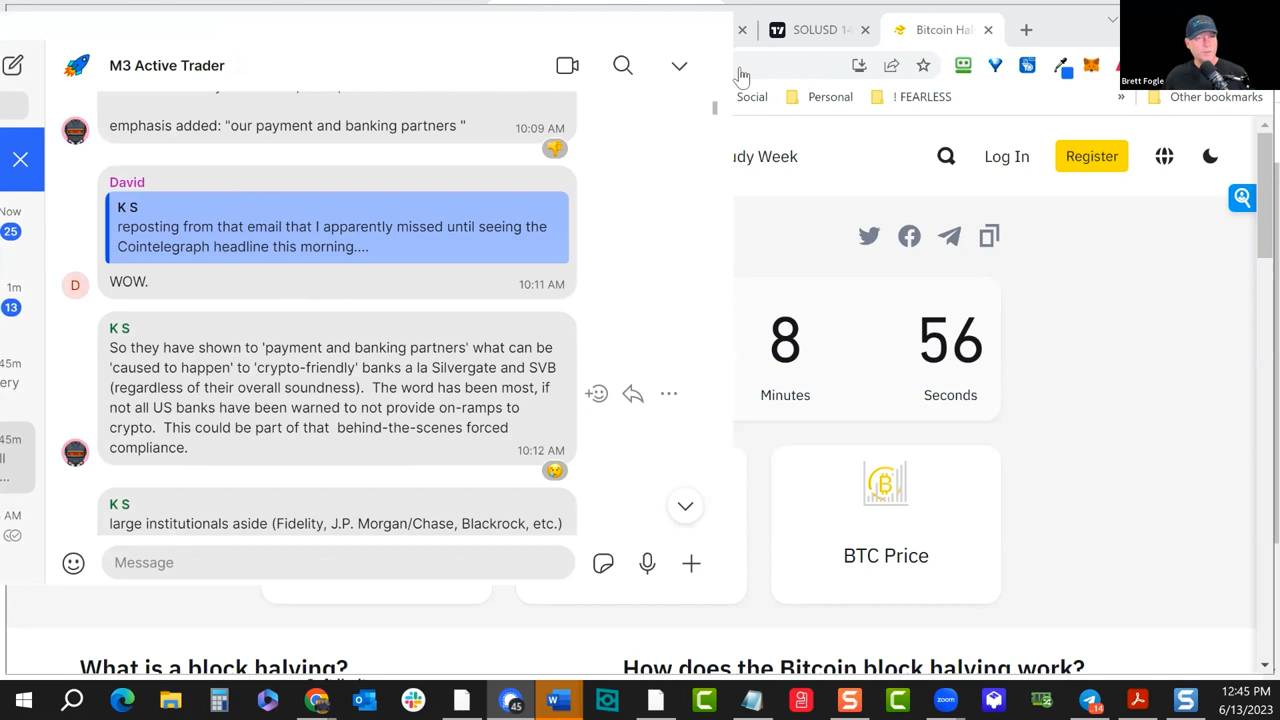 M3 Active Trader
emphasis added: "our payment and banking partners "
10:09 AM
David
K S
reposting from that email that I apparently missed until seeing the
Cointelegraph headline this morning....
WOW.
D
10:11 AM
K S
So they have shown to 'payment and banking partners' what can be
'caused to happen' to 'crypto-friendly' banks a la Silvergate and SVB
(regardless of their overall soundness).  The word has been most, if
not all US banks have been warned to not provide on-ramps to
crypto.  This could be part of that  behind-the-scenes forced
compliance.
10:12 AM
K S
large institutionals aside (Fidelity, J.P. Morgan/Chase, Blackrock, etc.)
Message
Now
25
1m
13
45m
ery
45m
ll
...
AM
SOLUSD 14
Bitcoin Hal
Social
Personal
! FEARLESS
»
Other bookmarks
Brett Fogle
dy Week
Log In
Register
8
56
Minutes
Seconds
BTC Price
What is a block halving?
How does the Bitcoin block halving work?
45
14
12:45 PM
6/13/2023